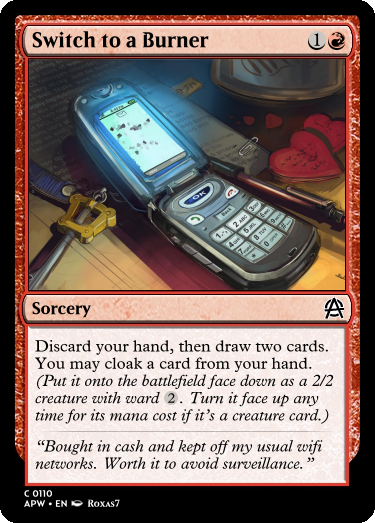 Switch to a Burner
1
Sorcery
Discard your hand, then draw two cards.
You may cloak a card from your hand.
(Put it onto the battlefield face down as a 2/2
creature with ward 2. Turn it face up any
time for its mana cost if it's a creature card.)
“Bought in cash and kept off my usual wifi
networks. Worth it to avoid surveillance.”
C 0110
APW • EN Roxas7